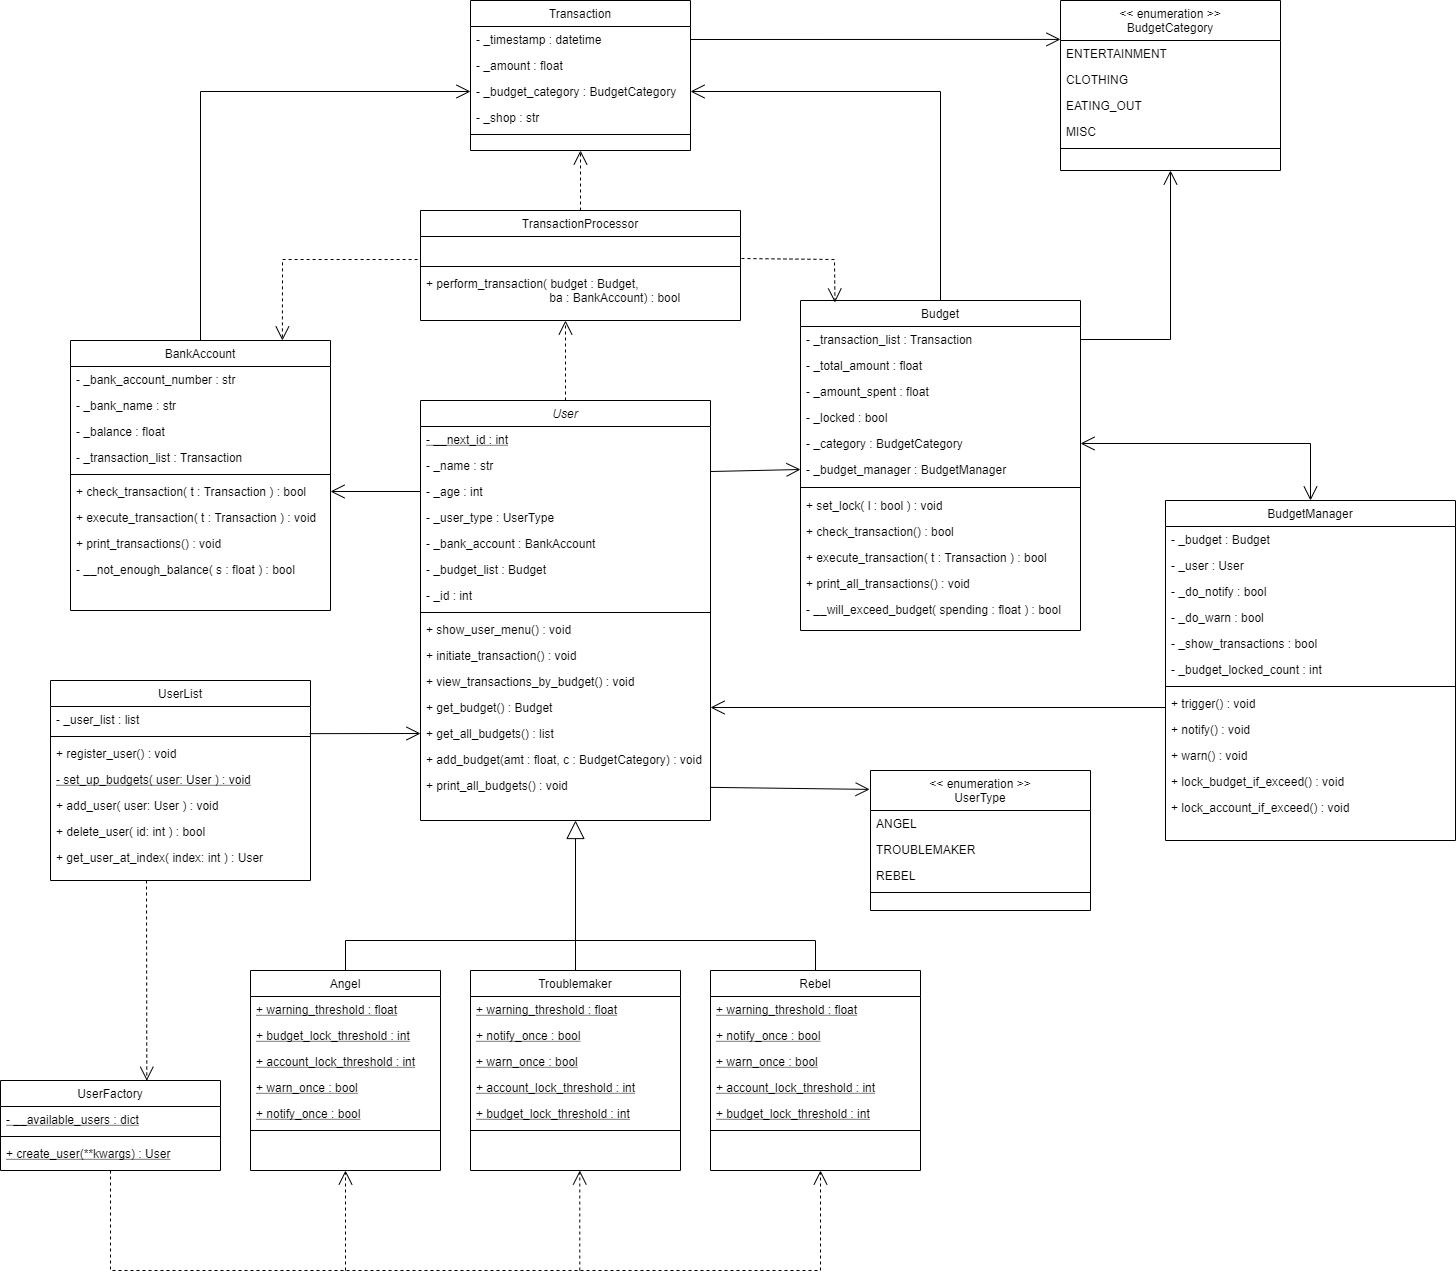 Transaction
- _timestamp : datetime
- _amount : float
- _budget_category : BudgetCategory
- _shop : str
<< enumeration >>
BudgetCategory
ENTERTAINMENT
CLOTHING
EATING_OUT
MISC
TransactionProcessor
+ perform_transaction( budget : Budget,
ba : BankAccount) : bool
BankAccount
- _bank_account_number : str
- _bank_name : str
- _balance : float
- _transaction_list : Transaction
+ check_transaction( t : Transaction ) : bool
+ execute_transaction( t : Transaction ) : void
+ print_transactions() : void
- __not_enough_balance( s : float ) : bool
User
- __next_id : int
- _name : str
- _age : int
- _user_type : UserType
- _bank_account : BankAccount
- _budget_list : Budget
- _id : int
+ show_user_menu() : void
+ initiate_transaction() : void
+ view_transactions_by_budget() : void
+ get_budget() : Budget
+ get_all_budgets() : list
+ add_budget(amt : float, c : BudgetCategory) : void
+ print_all_budgets() : void
Budget
- _transaction_list : Transaction
- _total_amount : float
- _amount_spent : float
- _locked : bool
- _category : BudgetCategory
- _budget_manager : BudgetManager
+ set_lock( l : bool ) : void
+ check_transaction() : bool
+ execute_transaction( t : Transaction ) : bool
+ print_all_transactions() : void
- __will_exceed_budget( spending : float ) : bool
BudgetManager
- _budget : Budget
- _user : User
- _do_notify : bool
- _do_warn : bool
- _show_transactions : bool
- _budget_locked_count : int
+ trigger() : void
+ notify() : void
+ warn() : void
+ lock_budget_if_exceed() : void
+ lock_account_if_exceed() : void
UserList
- _user_list : list
+ register_user() : void
- set_up_budgets( user: User ) : void
+ add_user( user: User ) : void
+ delete_user( id: int ) : bool
+ get_user_at_index( index: int ) : User
<< enumeration >>
UserType
ANGEL
TROUBLEMAKER
REBEL
Angel
+ warning_threshold : float
+ budget_lock_threshold : int
+ account_lock_threshold : int
+ warn_once : bool
+ notify_once : bool
Troublemaker
+ warning_threshold : float
+ notify_once : bool
+ warn_once : bool
+ account_lock_threshold : int
+ budget_lock_threshold : int
Rebel
+ warning_threshold : float
+ notify_once : bool
+ warn_once : bool
+ account_lock_threshold : int
+ budget_lock_threshold : int
UserFactory
- __available_users : dict
+ create_user(**kwargs) : User